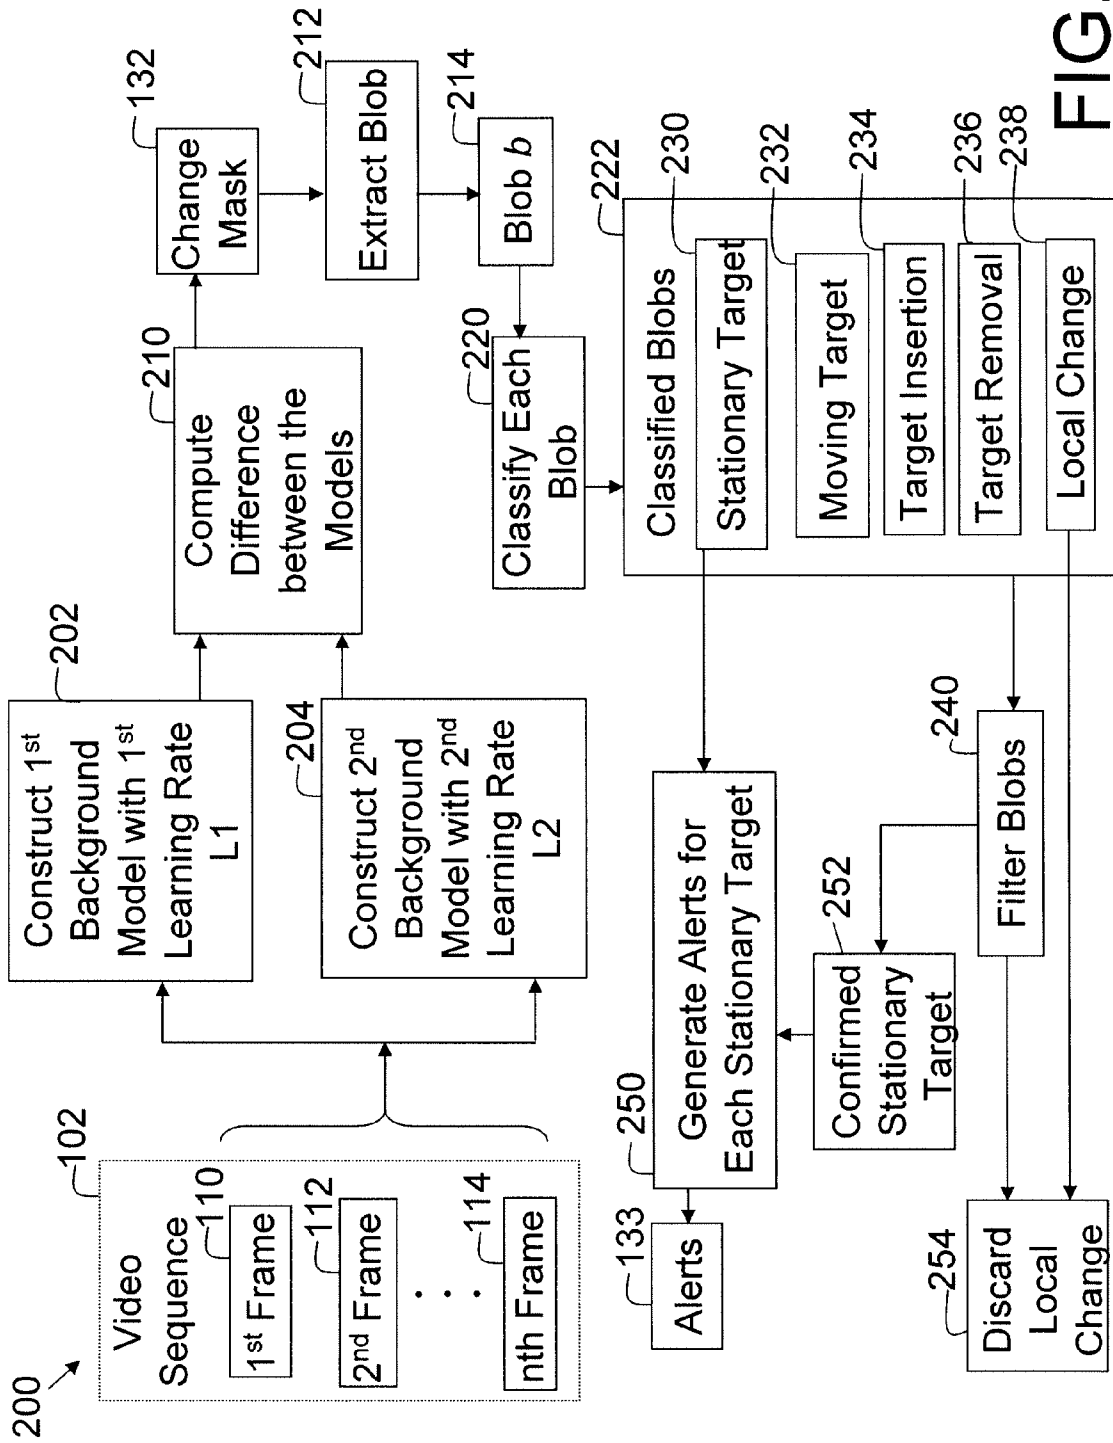 200
102
Video
Sequence
110
1st Frame
112
2nd Frame
. . . .
114
nth Frame
202
Construct 1st
Background
Model with 1st
Learning Rate
L1
204
Construct 2nd
Background
Model with 2nd
Learning Rate
L2
210
Compute
Difference
between the
Models
132
Change
Mask
212
Extract Blob
214
Blob b
220
Classify Each
Blob
222
Classified Blobs
230
Stationary Target
232
Moving Target
234
Target Insertion
236
Target Removal
238
Local Change
240
Filter Blobs
250
Generate Alerts for
Each Stationary Target
252
Confirmed
Stationary
Target
133
Alerts
254
Discard
Local
Change
FIG.